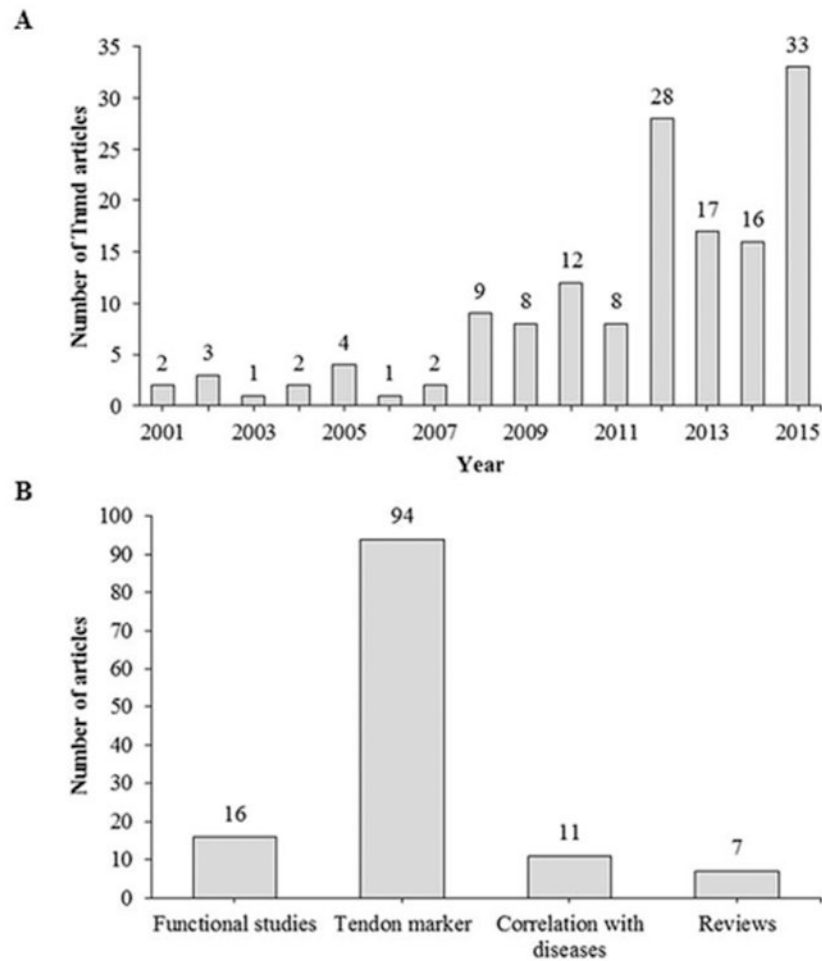 A
35
30
25
20
15
10
5
0
Number of Tnmd articles
2 3 1 2 4 1 2 9 8 12 8 28 17 16 33
2001 2003 2005 2007 2009 2011 2013 2015
Year
B
100
90
80
70
60
50
40
30
20
10
0
Number of articles
16 94 11 7
Functional studies Tendon marker Correlation with Reviews
diseases